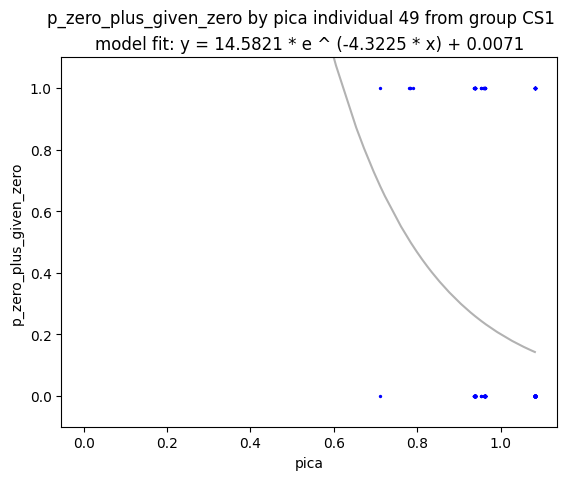 p_zero_plus_given_zero by pica individual 49 from group CS1
model fit: y = 14.5821 * e ^ (-4.3225 * x) + 0.0071
1.0
0.8
0.6
0.4
0.2
0.0
p_zero_plus_given_zero
0.0 0.2 0.4 0.6 0.8 1.0
pica